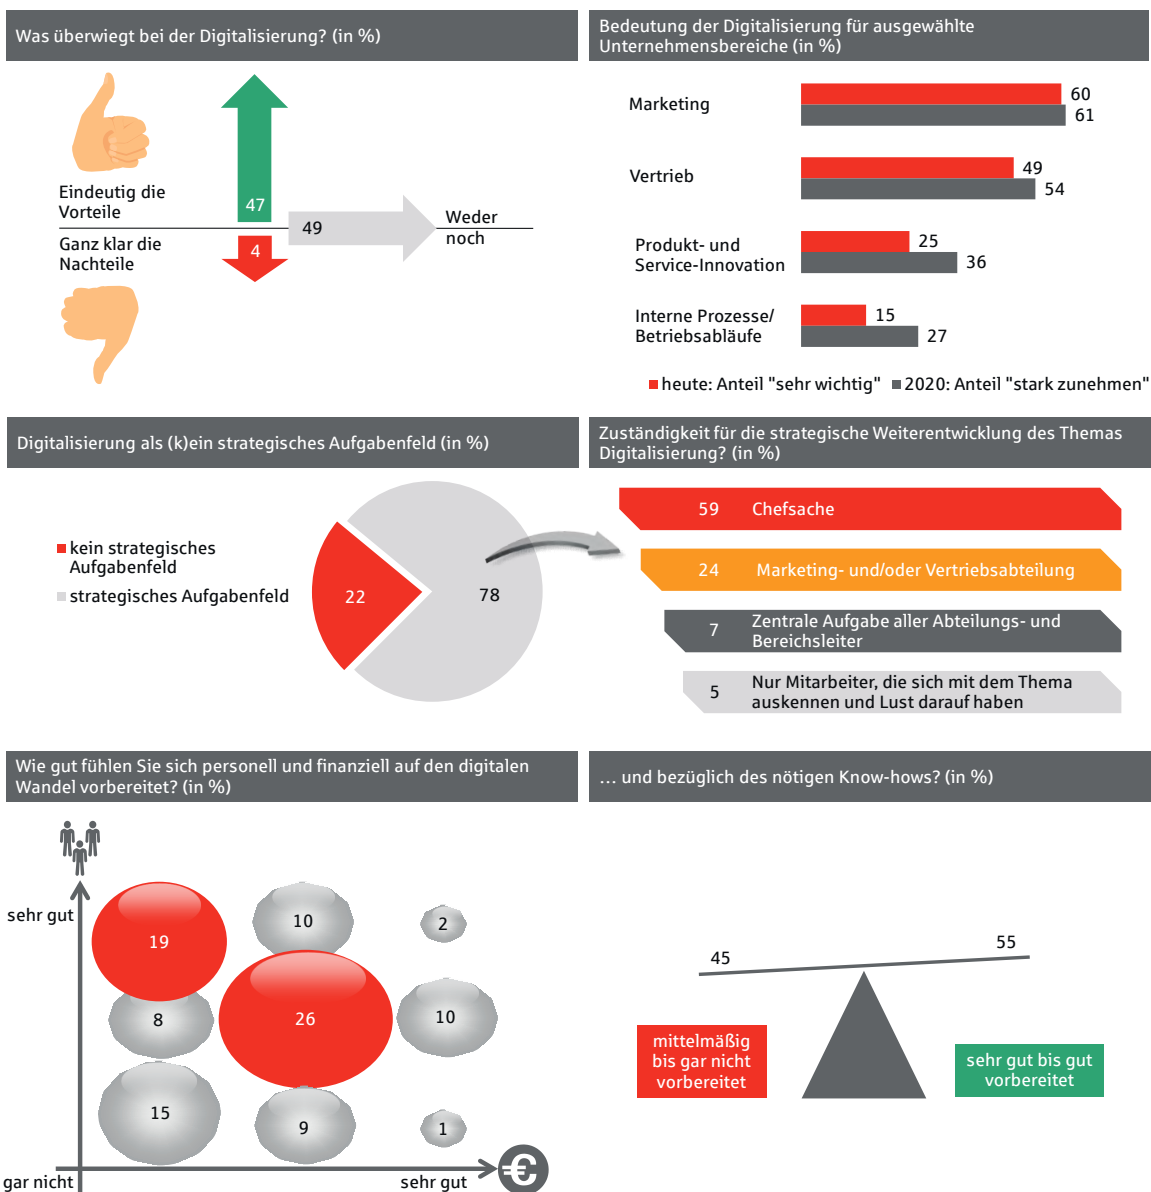 Was überwiegt bei der Digitalisierung? (in %)
Eindeutig die
Vorteile
47
49
Weder
noch
Ganz klar die
Nachteile
4
Bedeutung der Digitalisierung für ausgewählte
Unternehmensbereiche (in %)
Marketing
60
61
Vertrieb
49
54
Produkt- und
Service-Innovation
25
36
Interne Prozesse/
Betriebsabläufe
15
27
heute: Anteil "sehr wichtig" 2020: Anteil "stark zunehmen"
Digitalisierung als (k)ein strategisches Aufgabenfeld (in %)
kein strategisches
Aufgabenfeld
strategisches Aufgabenfeld
22
78
Zuständigkeit für die strategische Weiterentwicklung des Themas
Digitalisierung? (in %)
59 Chefsache
24 Marketing- und/oder Vertriebsabteilung
7 Zentrale Aufgabe aller Abteilungs- und
Bereichsleiter
5 Nur Mitarbeiter, die sich mit dem Thema
auskennen und Lust darauf haben
Wie gut fühlen Sie sich personell und finanziell auf den digitalen
Wandel vorbereitet? (in %)
sehr gut
19
10
2
8
26
10
15
9
1
gar nicht
sehr gut
€
… und bezüglich des nötigen Know-hows? (in %)
45
55
mittelmäßig
bis gar nicht
vorbereitet
sehr gut bis gut
vorbereitet